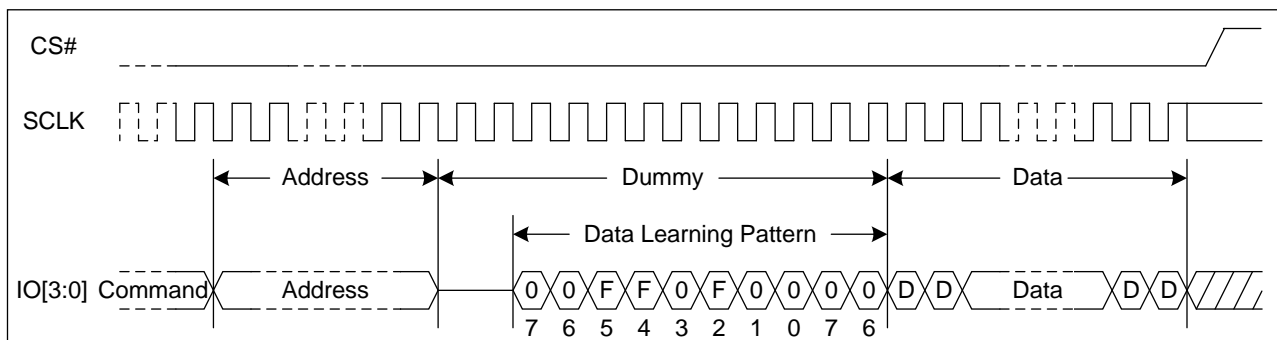 CS#
SCLK
Address Dummy Data
Data Learning Pattern
IO[3:0] Command Address 0 0 F F 0 F 0 0 0 0 D D Data D D
7 6 5 4 3 2 1 0 7 6